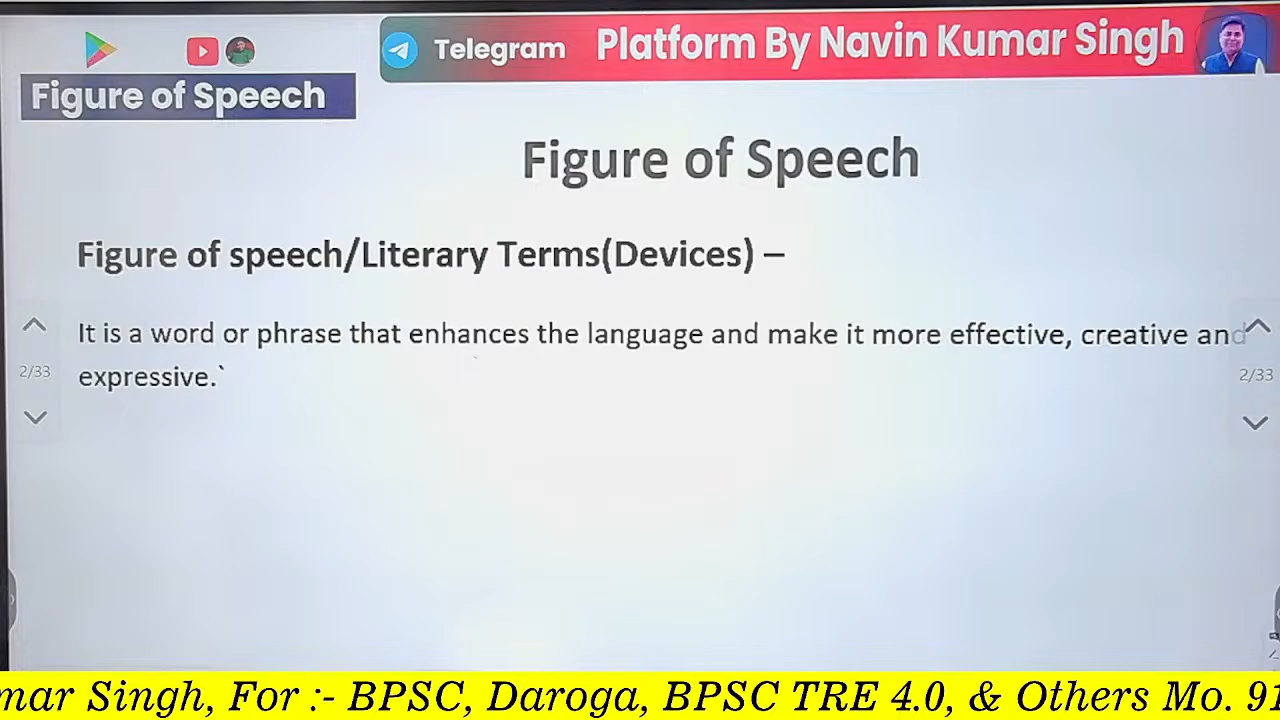 Telegram Platform By Navin Kumar Singh
Figure of Speech
Figure of Speech
Figure of speech/Literary Terms(Devices) –
It is a word or phrase that enhances the language and make it more effective, creative and
expressive.`
2/33
2/33
mar Singh, For :- BPSC, Daroga, BPSC TRE 4.0, & Others Mo. 91